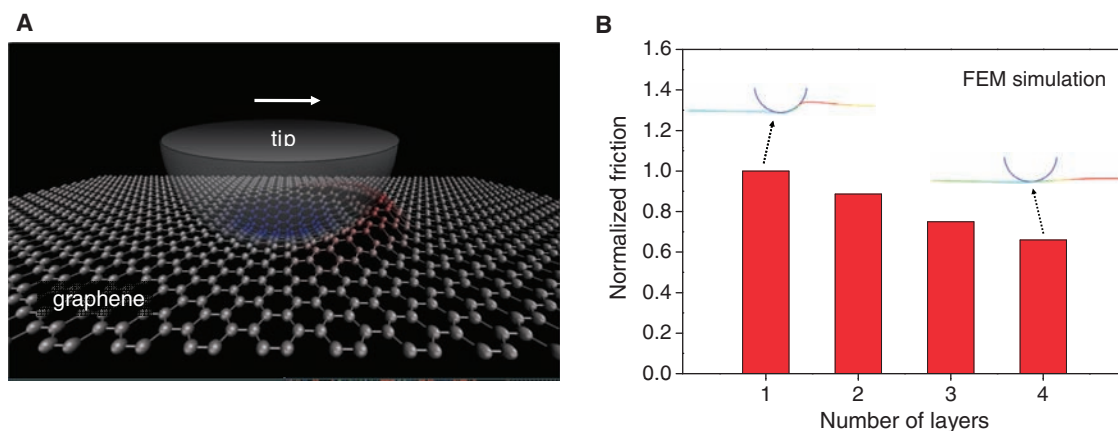 A
tip
graphene
B
FEM simulation
Normalized friction
1.6
1.4
1.2
1.0
0.8
0.6
0.4
0.2
0.0
1 2 3 4
Number of layers